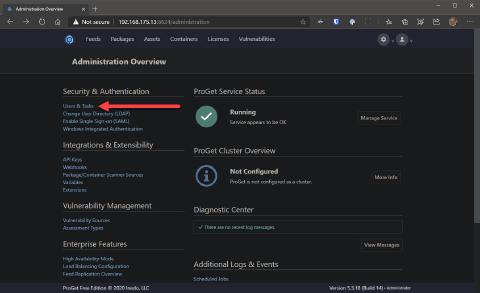 Administration Overview
Not secure
192.168.175.13:8624/administration
Feeds Packages Assets Containers Licenses Vulnerabilities
Administration Overview
Security & Authentication
Users & Tasks
Change User Directory (LDAP)
Enable Single Sign-on (SAML)
Windows Integrated Authentication
Integrations & Extensibility
API Keys
Webhooks
Package/Container Scanner Sources
Variables
Extensions
Vulnerability Management
Vulnerability Sources
Assessment Types
Enterprise Features
High Availability Mode
Load Balancing Configuration
Feed Replication Overview
ProGet Service Status
Running
Service appears to be OK.
Manage Service
ProGet Cluster Overview
Not Configured
ProGet is not configured as a cluster.
More Info
Diagnostic Center
There are no recent log messages.
View Messages
Additional Logs & Events
Scheduled Jobs
ProGet Free Edition © 2020 Inedo, LLC
Version 5.3.18 (Build 14) - Administrator